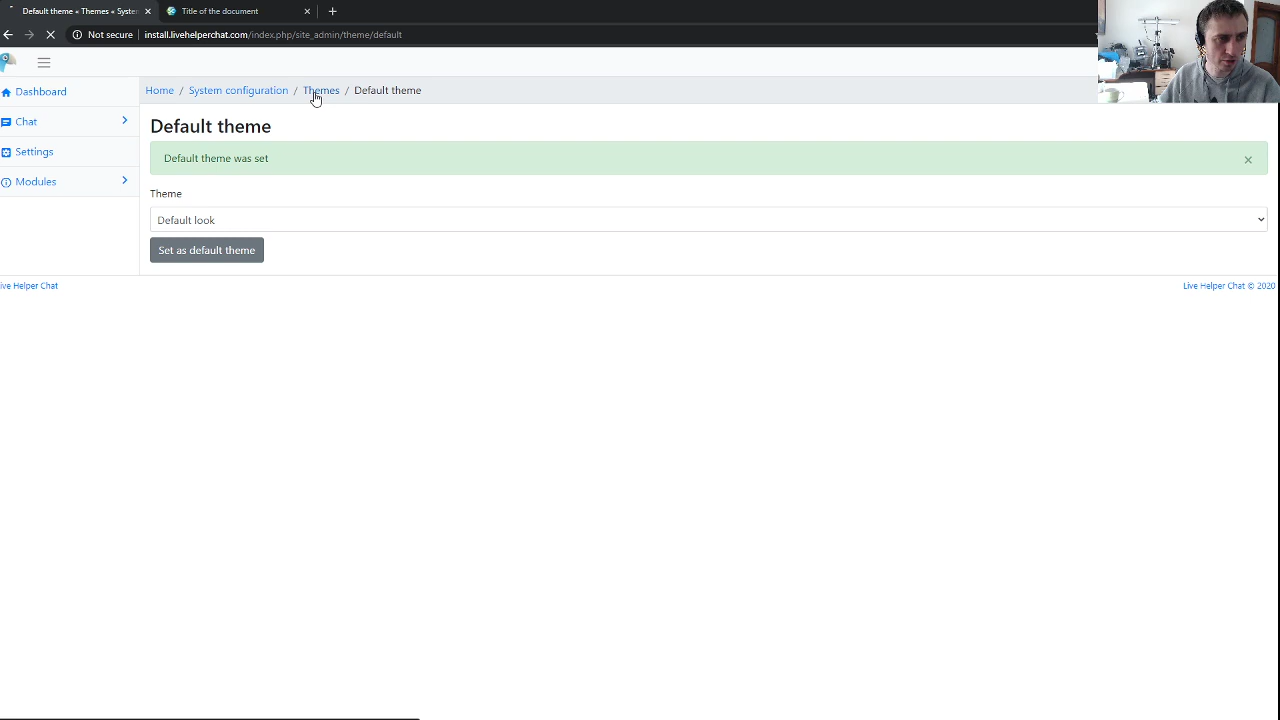 Default theme « Themes « System
Title of the document
Not secure
install.livehelperchat.com/index.php/site_admin/theme/default
Home / System configuration / Themes / Default theme
Dashboard
Chat
Settings
Modules
Default theme
Default theme was set
Theme
Default look
Set as default theme
ive Helper Chat
Live Helper Chat © 2020